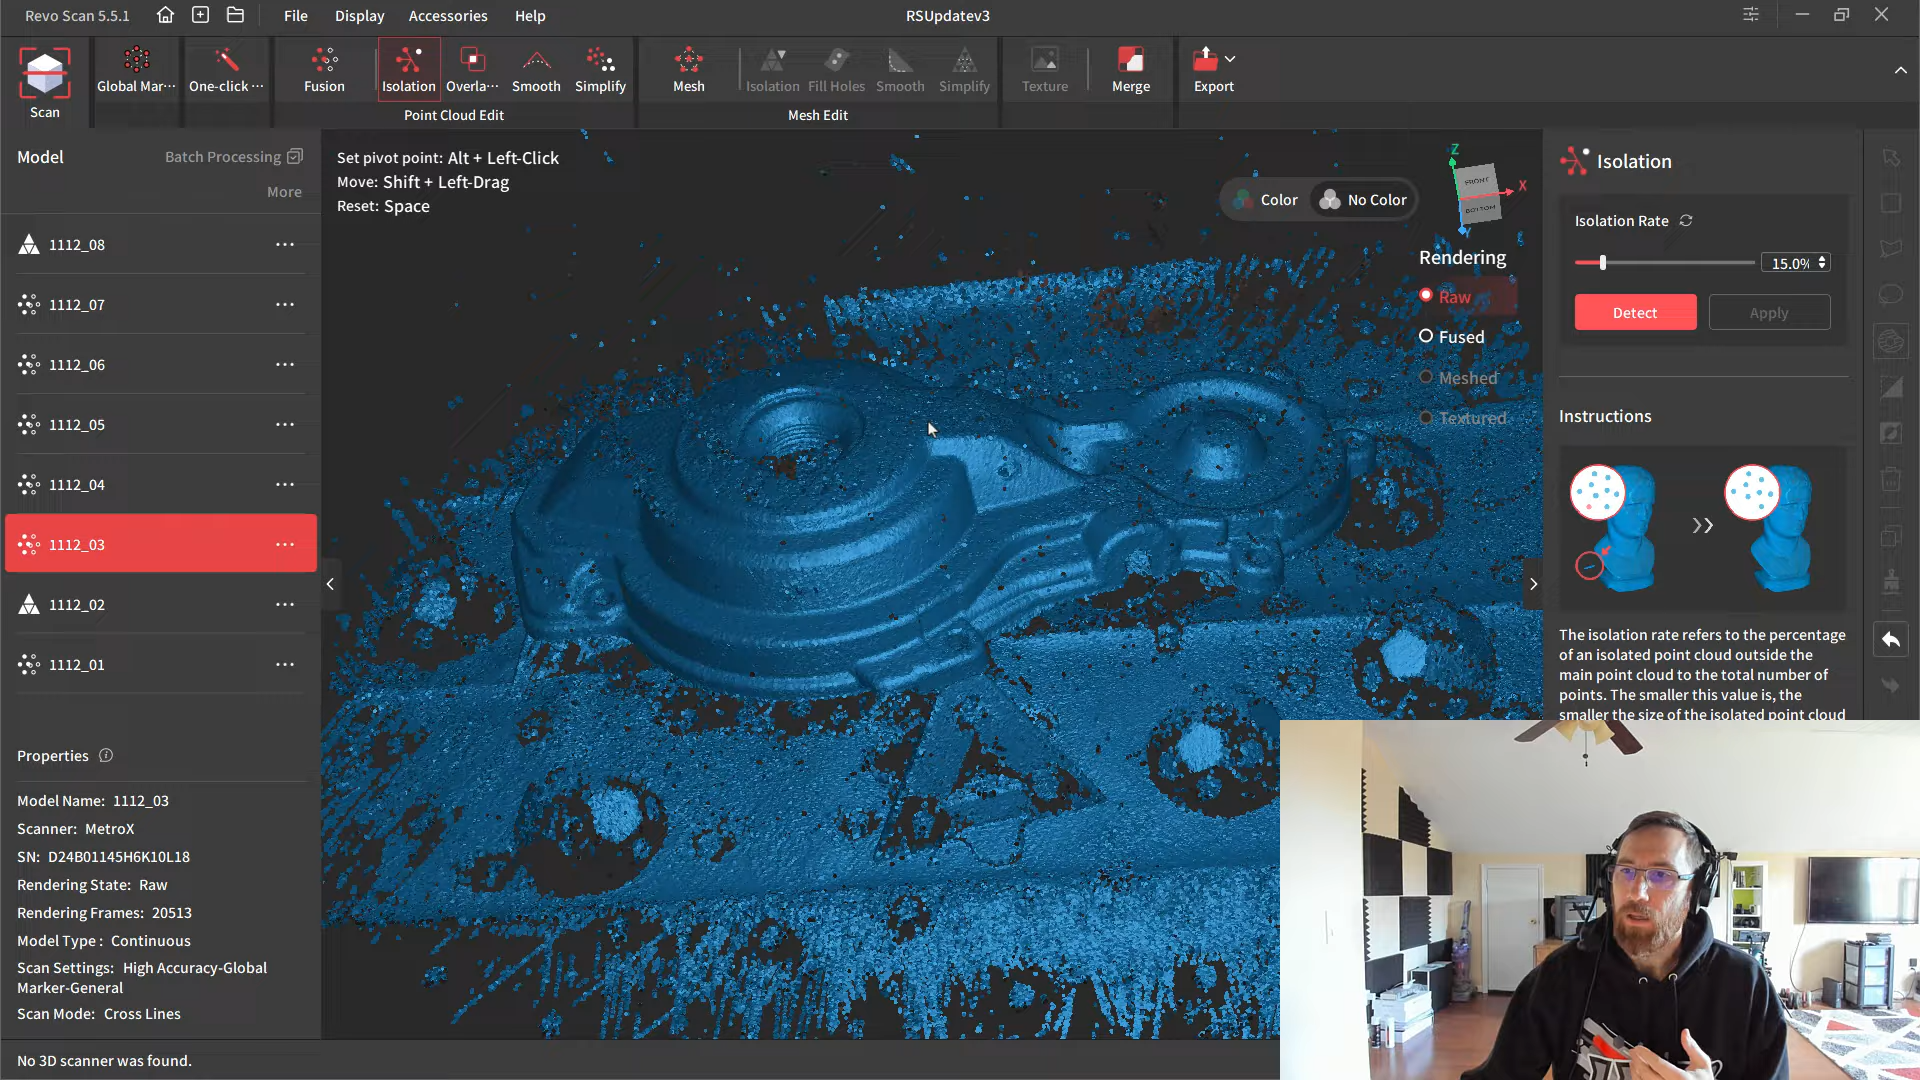 Revo Scan 5.5.1
File
Display
Accessories
Help
RSUpdatev3
Scan
Global Mar···
One-click ···
Fusion
Isolation
Overla···
Smooth
Simplify
Point Cloud Edit
Mesh
Isolation
Fill Holes
Smooth
Simplify
Mesh Edit
Texture
Merge
Export
Model
Batch Processing
More
1112_08
1112_07
1112_06
1112_05
1112_04
1112_03
1112_02
1112_01
Properties
Model Name: 1112_03
Scanner: MetroX
SN: D24B01145H6K10L18
Rendering State: Raw
Rendering Frames: 20513
Model Type : Continuous
Scan Settings: High Accuracy-Global
Marker-General
Scan Mode: Cross Lines
No 3D scanner was found.
Set pivot point: Alt + Left-Click
Move: Shift + Left-Drag
Reset: Space
Color
No Color
Z
X
FRONT
BOTTOM
Rendering
Raw
Fused
Meshed
Textured
Isolation
Isolation Rate
15.0%
Detect
Apply
Instructions
The isolation rate refers to the percentage
of an isolated point cloud outside the
main point cloud to the total number of
points. The smaller this value is, the
smaller the size of the isolated point cloud